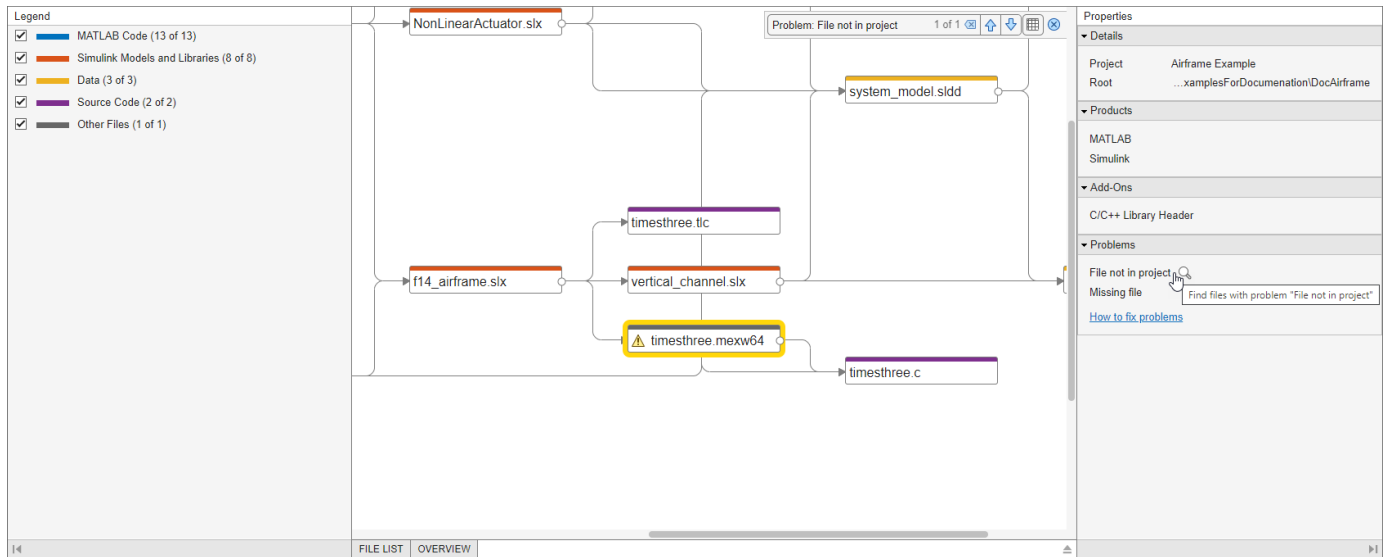 Legend
MATLAB Code (13 of 13)
Simulink Models and Libraries (8 of 8)
Data (3 of 3)
Source Code (2 of 2)
Other Files (1 of 1)
NonLinearActuator.slx
Problem: File not in project 1 of 1
system_model.sldd
timesthree.tlc
f14_airframe.slx
vertical_channel.slx
timesthree.mexw64
timesthree.c
FILE LIST
OVERVIEW
Properties
Details
Project Airframe Example
Root ...xamplesForDocumenation\DocAirframe
Products
MATLAB
Simulink
Add-Ons
C/C++ Library Header
Problems
File not in project
Missing file
Find files with problem "File not in project"
How to fix problems